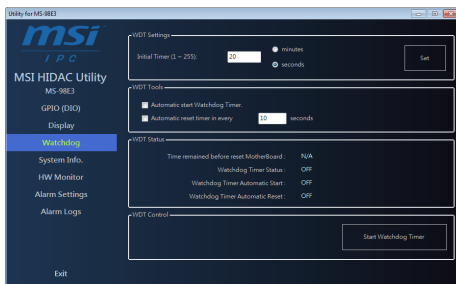 Utility for MS-98E3
msi
IPC
MSI HIDAC Utility
MS-98E3
GPIO (DIO)
Display
Watchdog
System Info.
HW Monitor
Alarm Settings
Alarm Logs
Exit
WDT Settings
Initial Timer (1 ~ 255): 20 minutes
seconds
Set
WDT Tools
Automatic start Watchdog Timer.
Automatic reset timer in every 10 seconds
WDT Status
Time remained before reset MotherBoard : N/A
Watchdog Timer Status : OFF
Watchdog Timer Automatic Start : OFF
Watchdog Timer Automatic Reset : OFF
WDT Control
Start Watchdog Timer